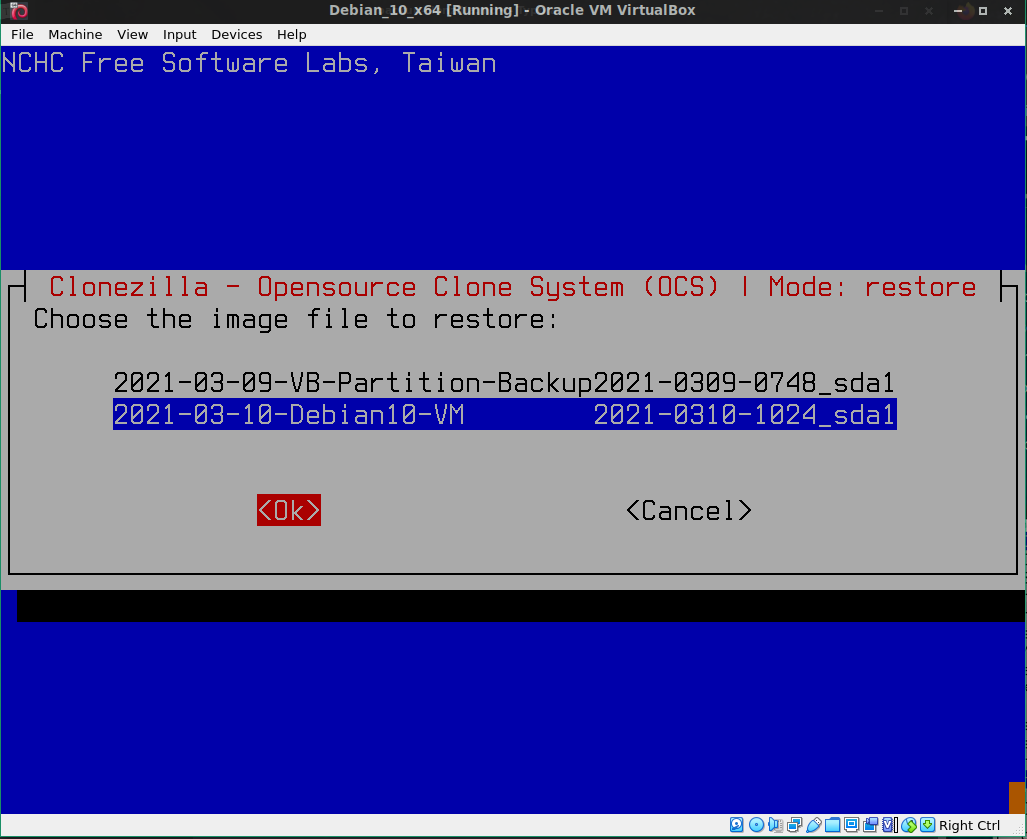 Debian_10_x64 [Running] - Oracle VM VirtualBox
File Machine View Input Devices Help
NCHC Free Software Labs, Taiwan
Clonezilla - Opensource Clone System (OCS) | Mode: restore
Choose the image file to restore:
2021-03-09-VB-Partition-Backup2021-0309-0748_sda1
2021-03-10-Debian10-VM 2021-0310-1024_sda1
<Ok> <Cancel>
Right Ctrl